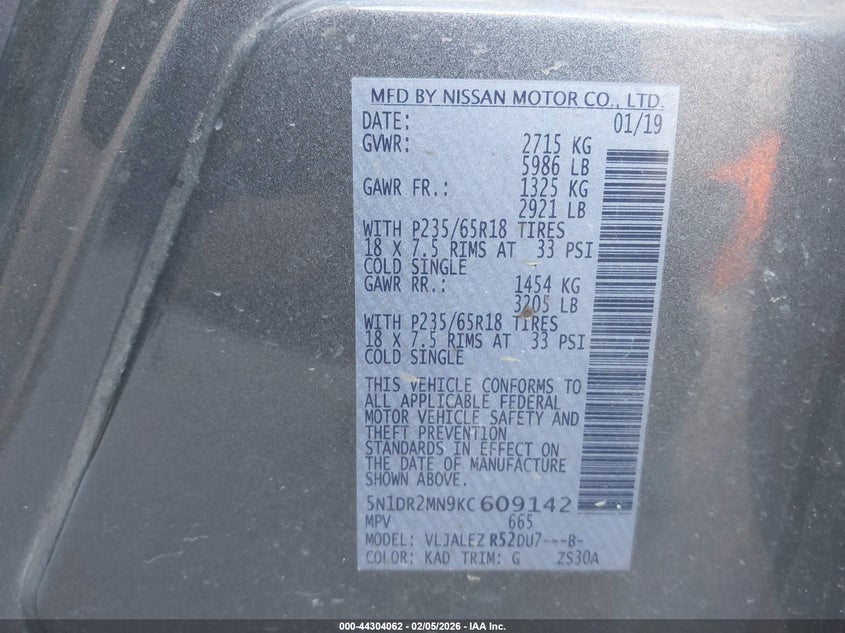 MFD BY NISSAN MOTOR CO., LTD.
DATE: 01/19
GVWR: 2715 KG
5986 LB
GAWR FR.: 1325 KG
2921 LB
WITH P235/65R18 TIRES
18 X 7.5 RIMS AT 33 PSI
COLD SINGLE
GAWR RR.: 1454 KG
3205 LB
WITH P235/65R18 TIRES
18 X 7.5 RIMS AT 33 PSI
COLD SINGLE
THIS VEHICLE CONFORMS TO
ALL APPLICABLE FEDERAL
MOTOR VEHICLE SAFETY AND
THEFT PREVENTION
STANDARDS IN EFFECT ON
THE DATE OF MANUFACTURE
SHOWN ABOVE.
5N1DR2MN9KC609142
MPV 665
MODEL: VLJALEZ R52DU7---B-
COLOR: KAD TRIM: G ZS30A
1
000-44304062 - 02/05/2026 - IAA Inc.